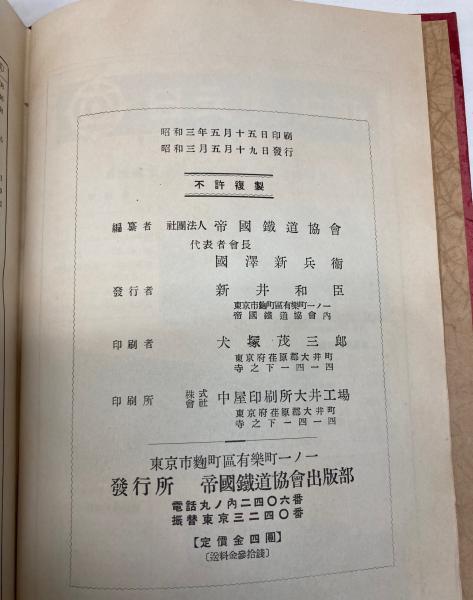 昭和三年五月十五日印刷
昭和三月五月十九日發行
不許複製
編纂者 社團法人 帝國鐵道協會
代表者會長
國澤新兵衞
發行者 新井和臣
東京市麴町區有樂町一ノ一
帝國鐵道協會內
印刷者 犬塚茂三郎
東京府荏原郡大井町
寺之下一四一四
印刷所 株式會社 中屋印刷所大井工場
東京府荏原郡大井町
寺之下一四一四
東京市麴町區有樂町一ノ一
發行所 帝國鐵道協會出版部
電話丸ノ內二四〇六番
振替東京三二四〇番
【定價金四圓】
〔送料金參拾錢〕